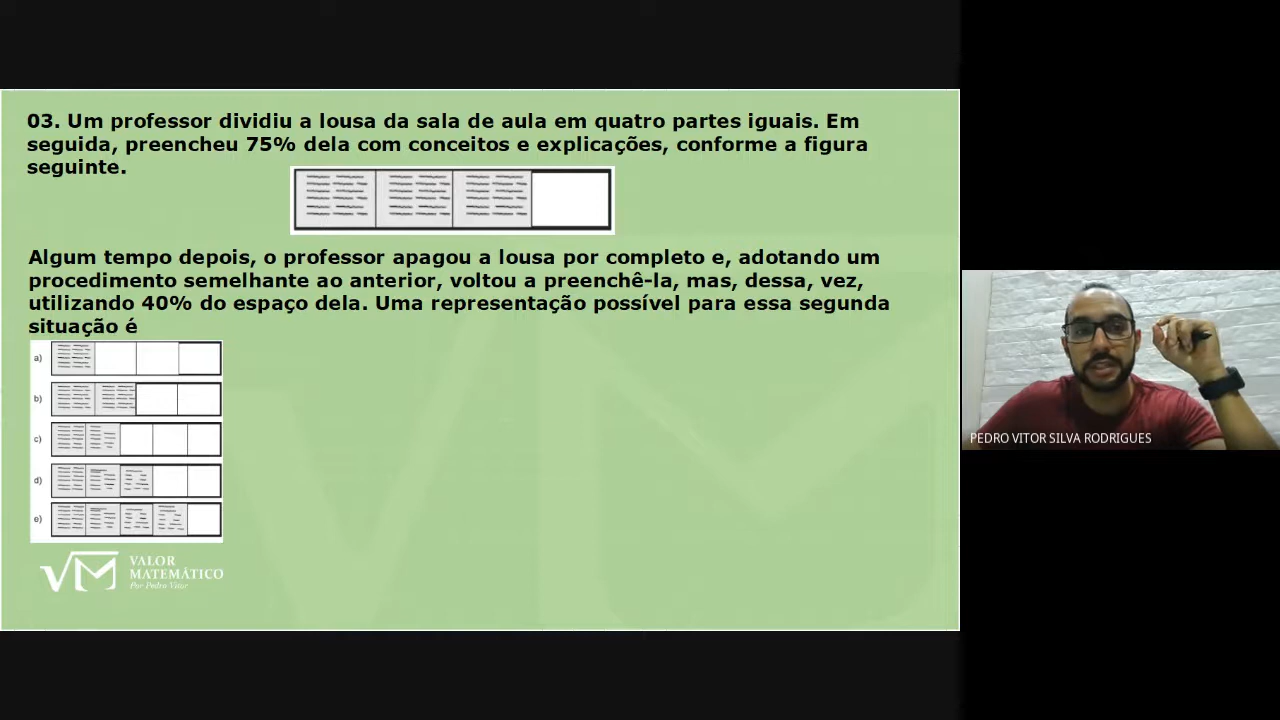 03. Um professor dividiu a lousa da sala de aula em quatro partes iguais. Em
seguida, preencheu 75% dela com conceitos e explicações, conforme a figura
seguinte.
Algum tempo depois, o professor apagou a lousa por completo e, adotando um
procedimento semelhante ao anterior, voltou a preenchê-la, mas, dessa, vez,
utilizando 40% do espaço dela. Uma representação possível para essa segunda
situação é
a)
b)
c)
d)
e)
PEDRO VITOR SILVA RODRIGUES
VM VALOR
MATEMÁTICO
Por Pedro Vitor